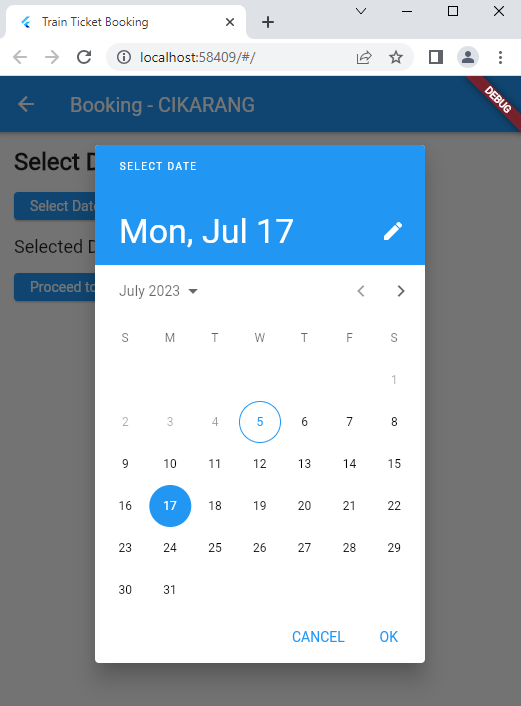 Train Ticket Booking
localhost:58409/#/
Booking - CIKARANG
DEBUG
Select D
Select Date
Selected D
Proceed to
SELECT DATE
Mon, Jul 17
July 2023
S M T W T F S
1
2 3 4 5 6 7 8
9 10 11 12 13 14 15
16 17 18 19 20 21 22
23 24 25 26 27 28 29
30 31
CANCEL OK